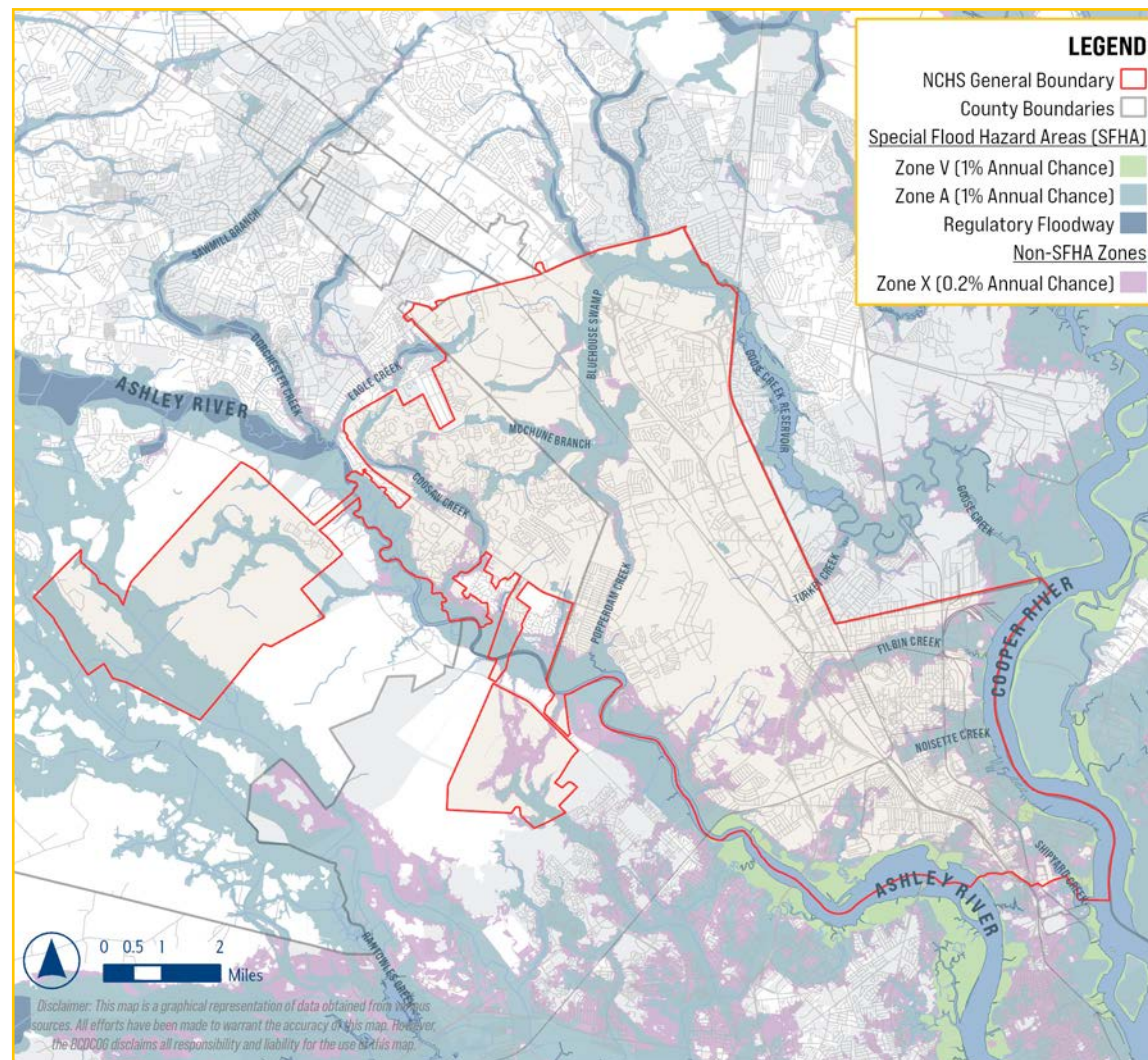 LEGEND
NCHS General Boundary
County Boundaries
Special Flood Hazard Areas (SFHA)
Zone V (1% Annual Chance)
Zone A (1% Annual Chance)
Regulatory Floodway
Non-SFHA Zones
Zone X (0.2% Annual Chance)
SAWMILL BRANCH
DORCHESTER CREEK
ASHLEY RIVER
EAGLE CREEK
BLUEHOUSE SWAMP
GOOSE CREEK RESERVOIR
MCCHUNE BRANCH
COOSAW CREEK
GOOSE CREEK
POPPERDAM CREEK
TURKEY CREEK
COOPER RIVER
FILBIN CREEK
NOISETTE CREEK
SHIPYARD CREEK
ASHLEY RIVER
RANTOWLES CREEK
0 0.5 1 2
Miles
Disclaimer: This map is a graphical representation of data obtained from various
sources. All efforts have been made to warrant the accuracy of this map. However,
the BCDCOG disclaims all responsibility and liability for the use of this map.